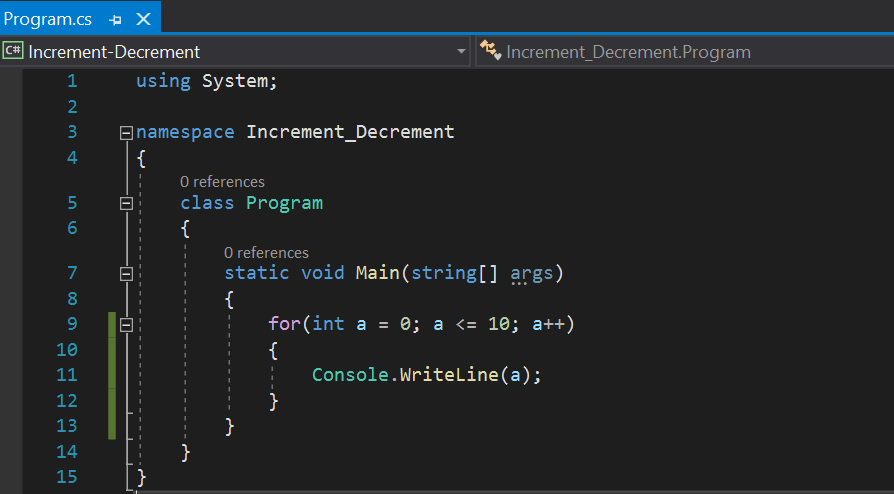 Program.cs
C# Increment-Decrement Increment_Decrement.Program
1 using System;
2
3 namespace Increment_Decrement
4 {
0 references
5 class Program
6 {
0 references
7 static void Main(string[] args)
8 {
9 for(int a = 0; a <= 10; a++)
10 {
11 Console.WriteLine(a);
12 }
13 }
14 }
15 }